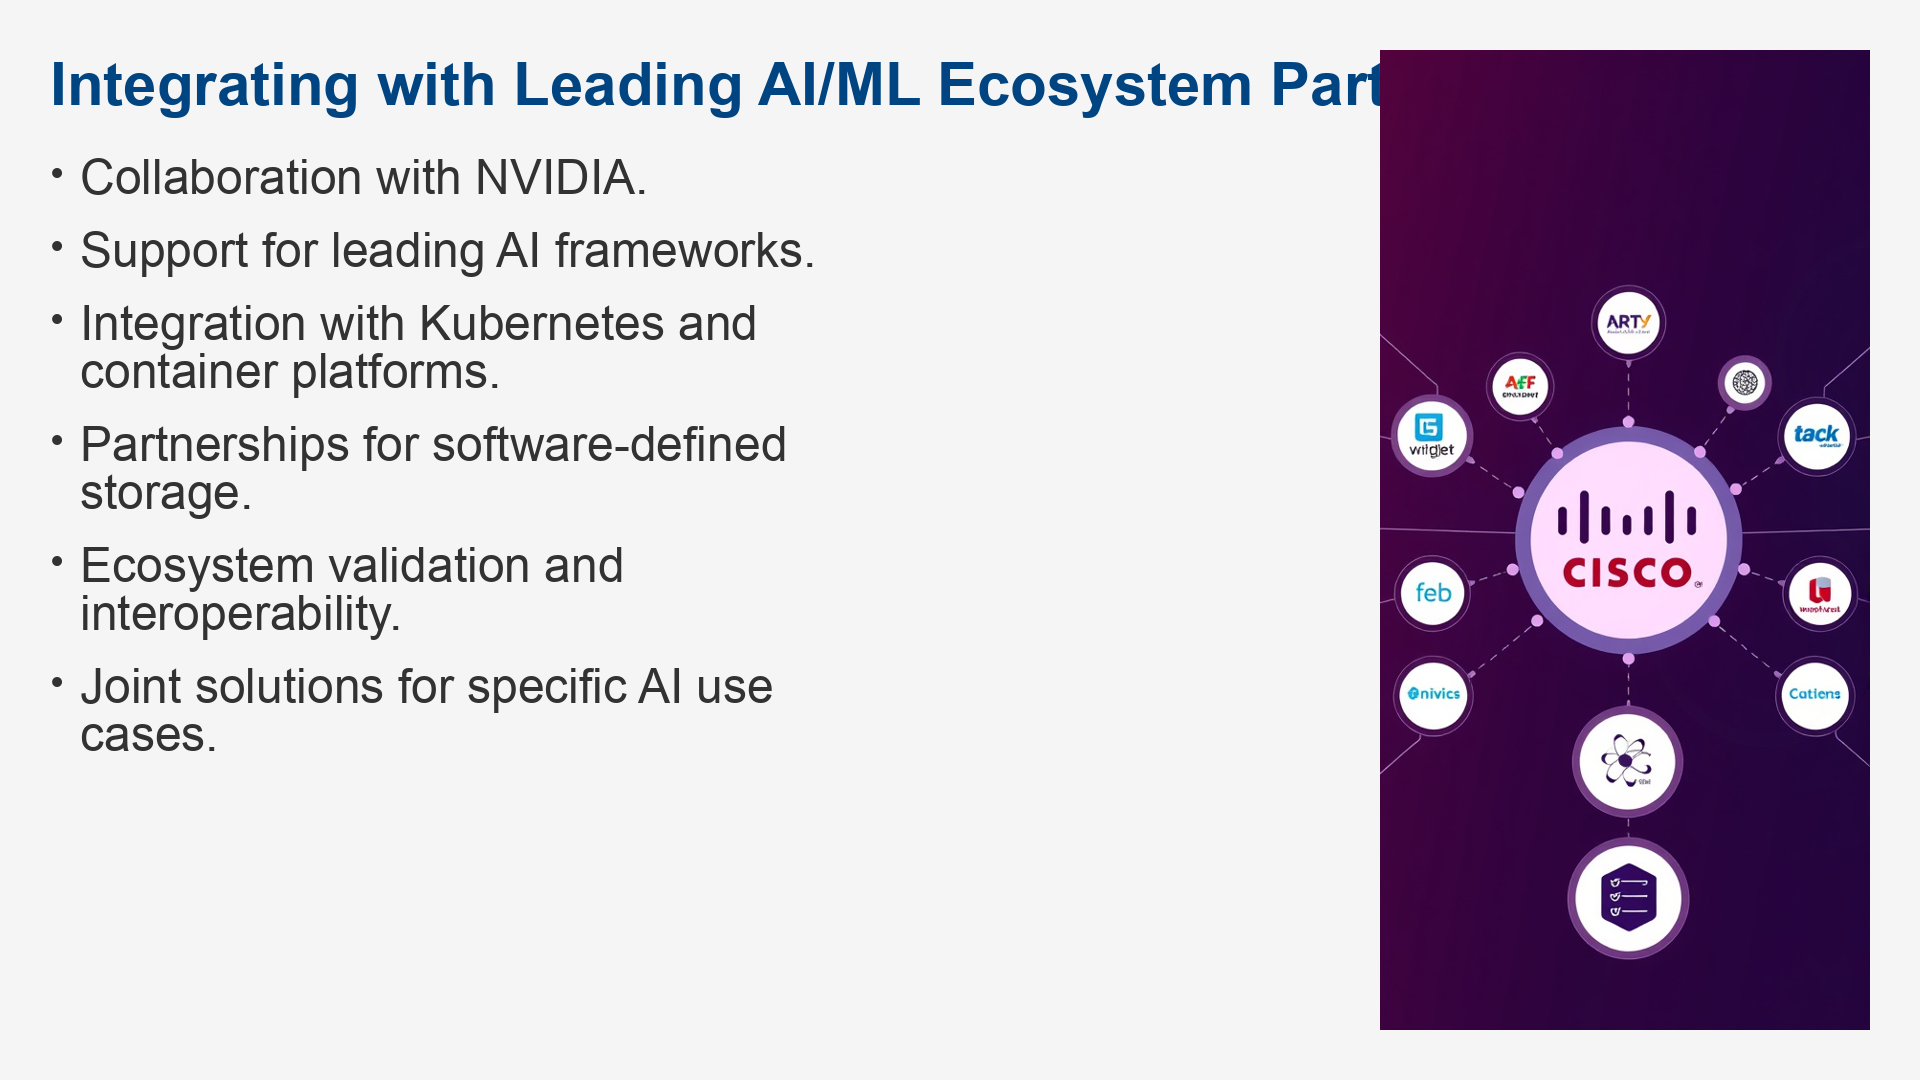 Integrating with Leading AI/ML Ecosystem Part
• Collaboration with NVIDIA.
• Support for leading AI frameworks.
• Integration with Kubernetes and
container platforms.
• Partnerships for software-defined
storage.
• Ecosystem validation and
interoperability.
• Joint solutions for specific AI use
cases.
ARTY
AFF
tack
CISCO
feb
nivics
Catiens